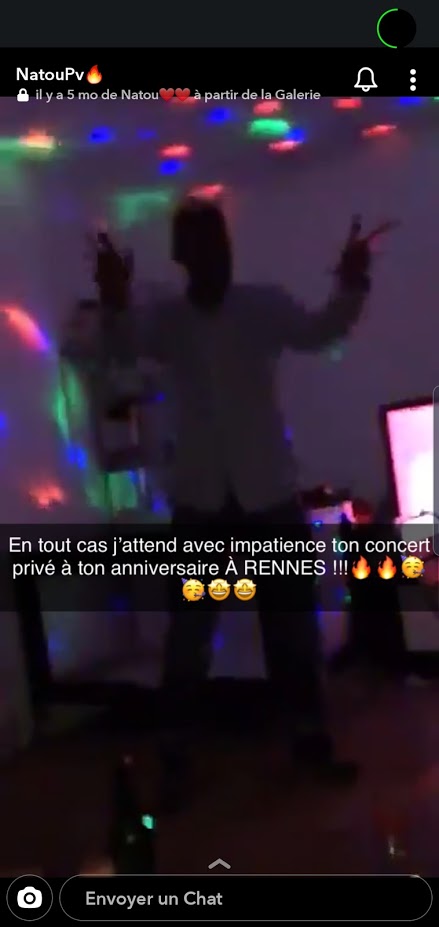 NatouPv🔥
il y a 5 mo de Natou❤️❤️ à partir de la Galerie
En tout cas j'attend avec impatience ton concert
privé à ton anniversaire À RENNES !!!🔥🔥🥳
🥳🤩🤩
Envoyer un Chat